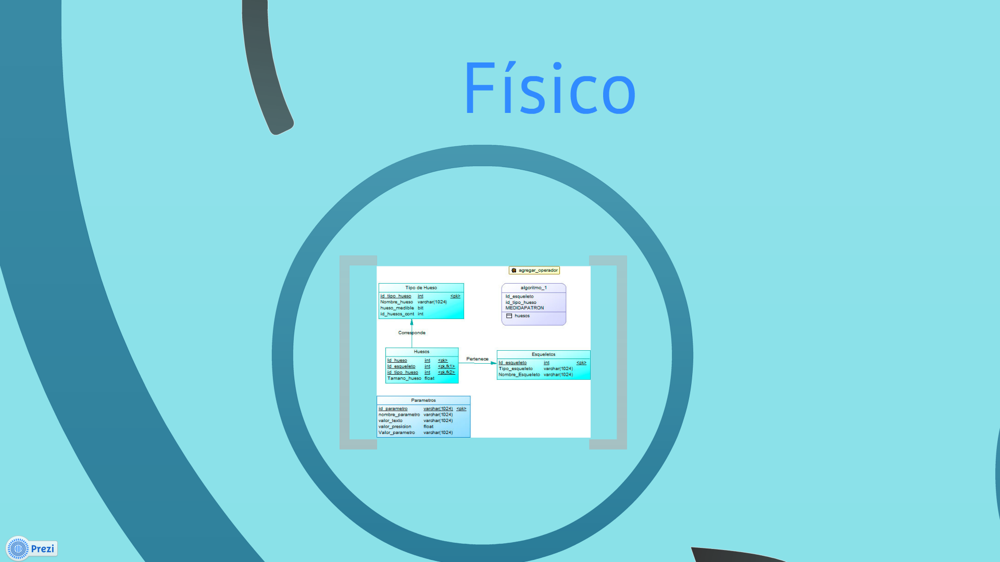 Físico
agregar_operador
Tipo de Hueso
id_tipo_hueso int <pk>
Nombre_hueso varchar(1024)
hueso_medible bit
id_huesos_cont int
algoritmo_1
Id_esqueleto
id_tipo_hueso
MEDIDAPATRON
huesos
Corresponde
Huesos
Id_hueso int <pk>
Id_esqueleto int <pk,fk1>
id_tipo_hueso int <pk,fk2>
Tamano_hueso float
Pertenece
Esqueletos
Id_esqueleto int <pk>
Tipo_esqueleto varchar(1024)
Nombre_Esqueleto varchar(1024)
Parametros
id_parametro varchar(1024) <pk>
nombre_parametro varchar(1024)
valor_texto varchar(1024)
valor_presicion float
Valor_parametro varchar(1024)
Prezi